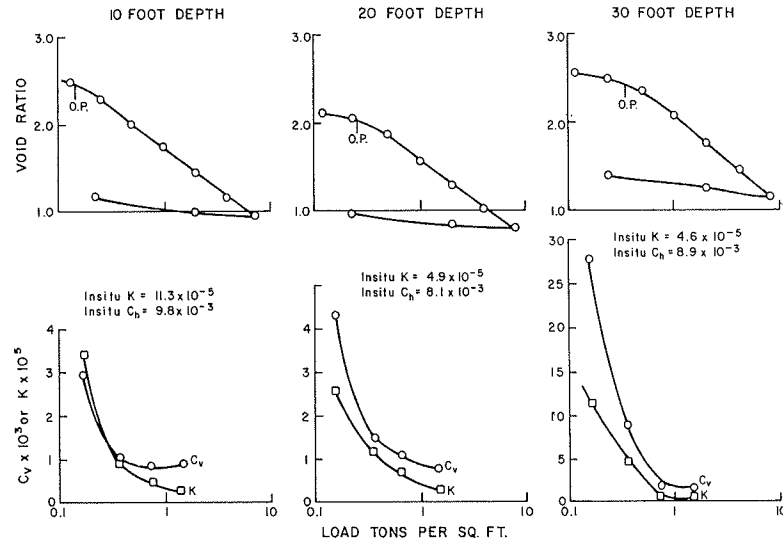 10 FOOT DEPTH
20 FOOT DEPTH
30 FOOT DEPTH
VOID RATIO
3.0
2.0
1.0
O.P.
3.0
2.0
1.0
O.P.
3.0
2.0
1.0
O.P.
Insitu K = 11.3 x 10-5
Insitu Ch = 9.8 x 10-3
Insitu K = 4.9 x 10-5
Insitu Ch = 8.1 x 10-3
Insitu K = 4.6 x 10-5
Insitu Ch = 8.9 x 10-3
Cv x 103 or K x 105
4
3
2
1
0
Cv
K
5
4
3
2
1
0
Cv
K
30
25
20
15
10
5
0
Cv
K
0.1 1.0 10
0.1 1.0 10
0.1 1.0 10
LOAD TONS PER SQ. FT.